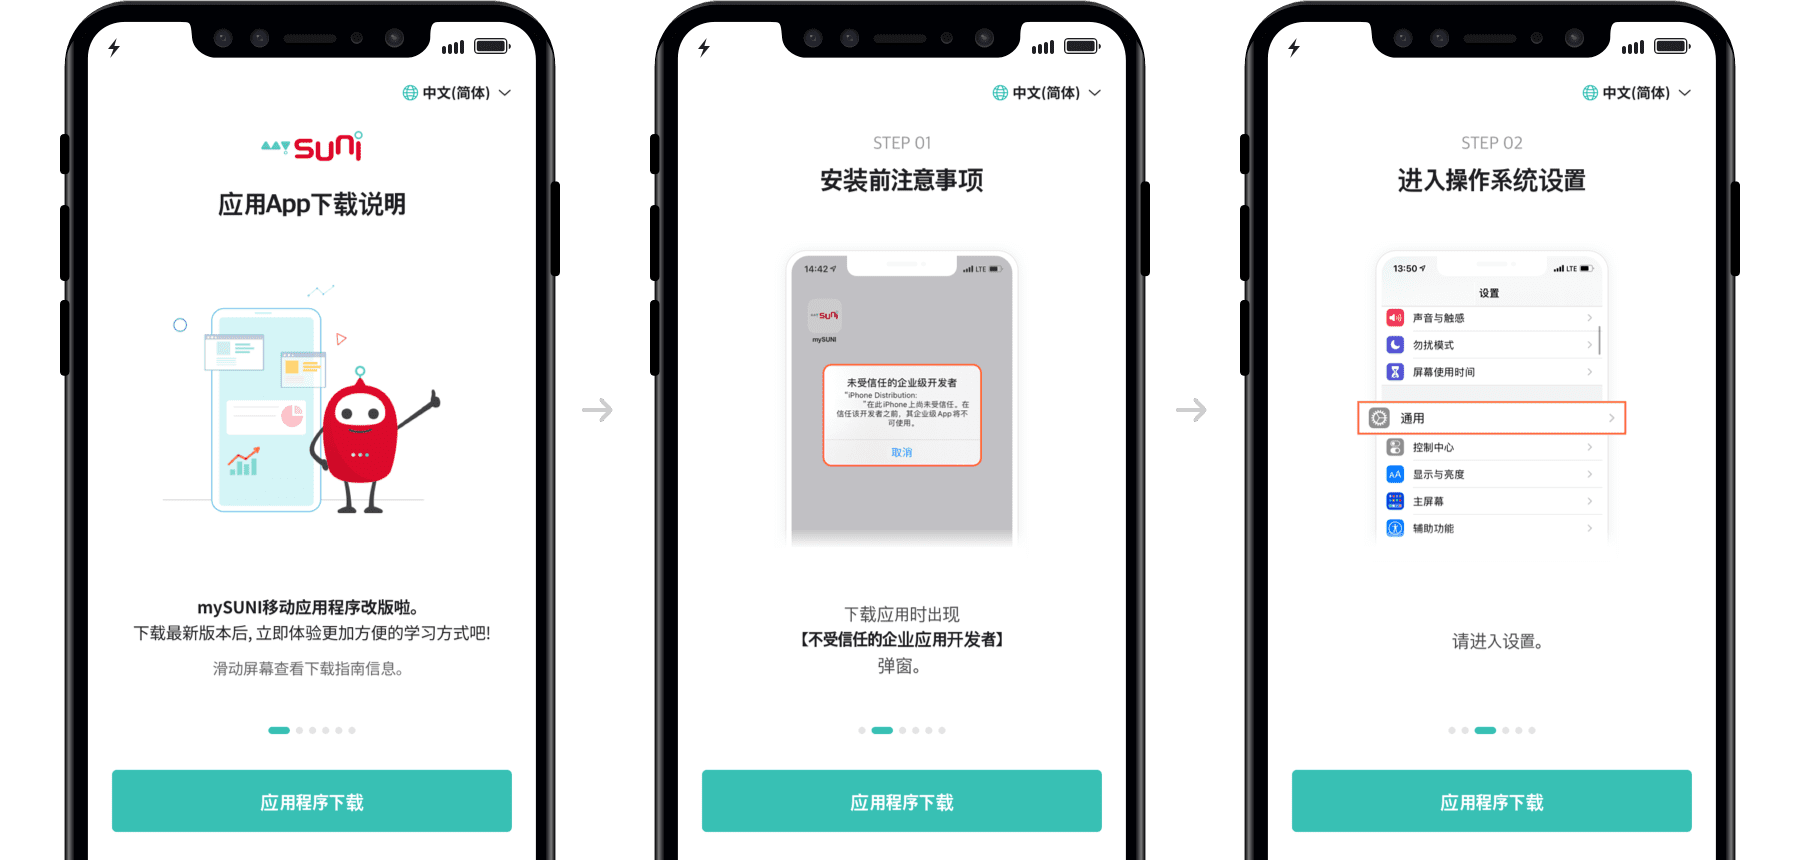 中文(简体)
mySUNI
应用App下载说明
mySUNI移动应用程序改版啦。
下载最新版本后, 立即体验更加方便的学习方式吧!
滑动屏幕查看下载指南信息。
应用程序下载
中文(简体)
STEP 01
安装前注意事项
14:42
LTE
mySUNI
mySUNI
未受信任的企业级开发者
“iPhone Distribution:
”在此iPhone上尚未受信任。在
信任该开发者之前，其企业级App将不
可使用。
取消
下载应用时出现
【不受信任的企业应用开发者】
弹窗。
应用程序下载
中文(简体)
STEP 02
进入操作系统设置
13:50
LTE
设置
声音与触感
勿扰模式
屏幕使用时间
通用
控制中心
AA
显示与亮度
主屏幕
辅助功能
请进入设置。
应用程序下载